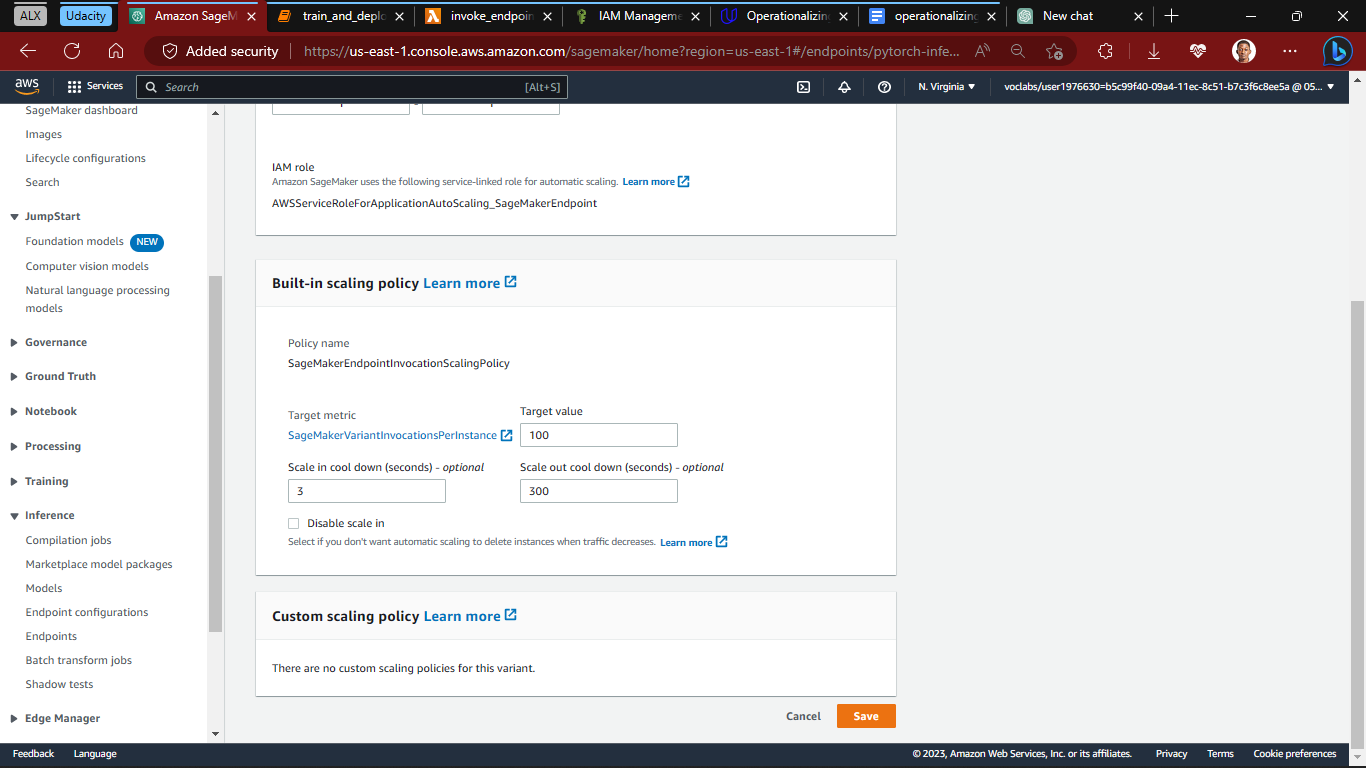 ALX
Udacity
Amazon SageM
train_and_deplo
invoke_endpoin
IAM Manageme
Operationalizin
operationalizing
New chat
Added security
https://us-east-1.console.aws.amazon.com/sagemaker/home?region=us-east-1#/endpoints/pytorch-infe...
aws
Services
Search
[Alt+S]
N. Virginia
voclabs/user1976630=b5c99f40-09a4-11ec-8c51-b7c3f6c8ee5a @ 05...
SageMaker dashboard
Images
Lifecycle configurations
Search
JumpStart
Foundation models NEW
Computer vision models
Natural language processing
models
Governance
Ground Truth
Notebook
Processing
Training
Inference
Compilation jobs
Marketplace model packages
Models
Endpoint configurations
Endpoints
Batch transform jobs
Shadow tests
Edge Manager
IAM role
Amazon SageMaker uses the following service-linked role for automatic scaling. Learn more
AWSServiceRoleForApplicationAutoScaling_SageMakerEndpoint
Built-in scaling policy Learn more
Policy name
SageMakerEndpointInvocationScalingPolicy
Target metric
SageMakerVariantInvocationsPerInstance
Target value
100
Scale in cool down (seconds) - optional
3
Scale out cool down (seconds) - optional
300
Disable scale in
Select if you don't want automatic scaling to delete instances when traffic decreases. Learn more
Custom scaling policy Learn more
There are no custom scaling policies for this variant.
Cancel
Save
Feedback
Language
© 2023, Amazon Web Services, Inc. or its affiliates.
Privacy
Terms
Cookie preferences